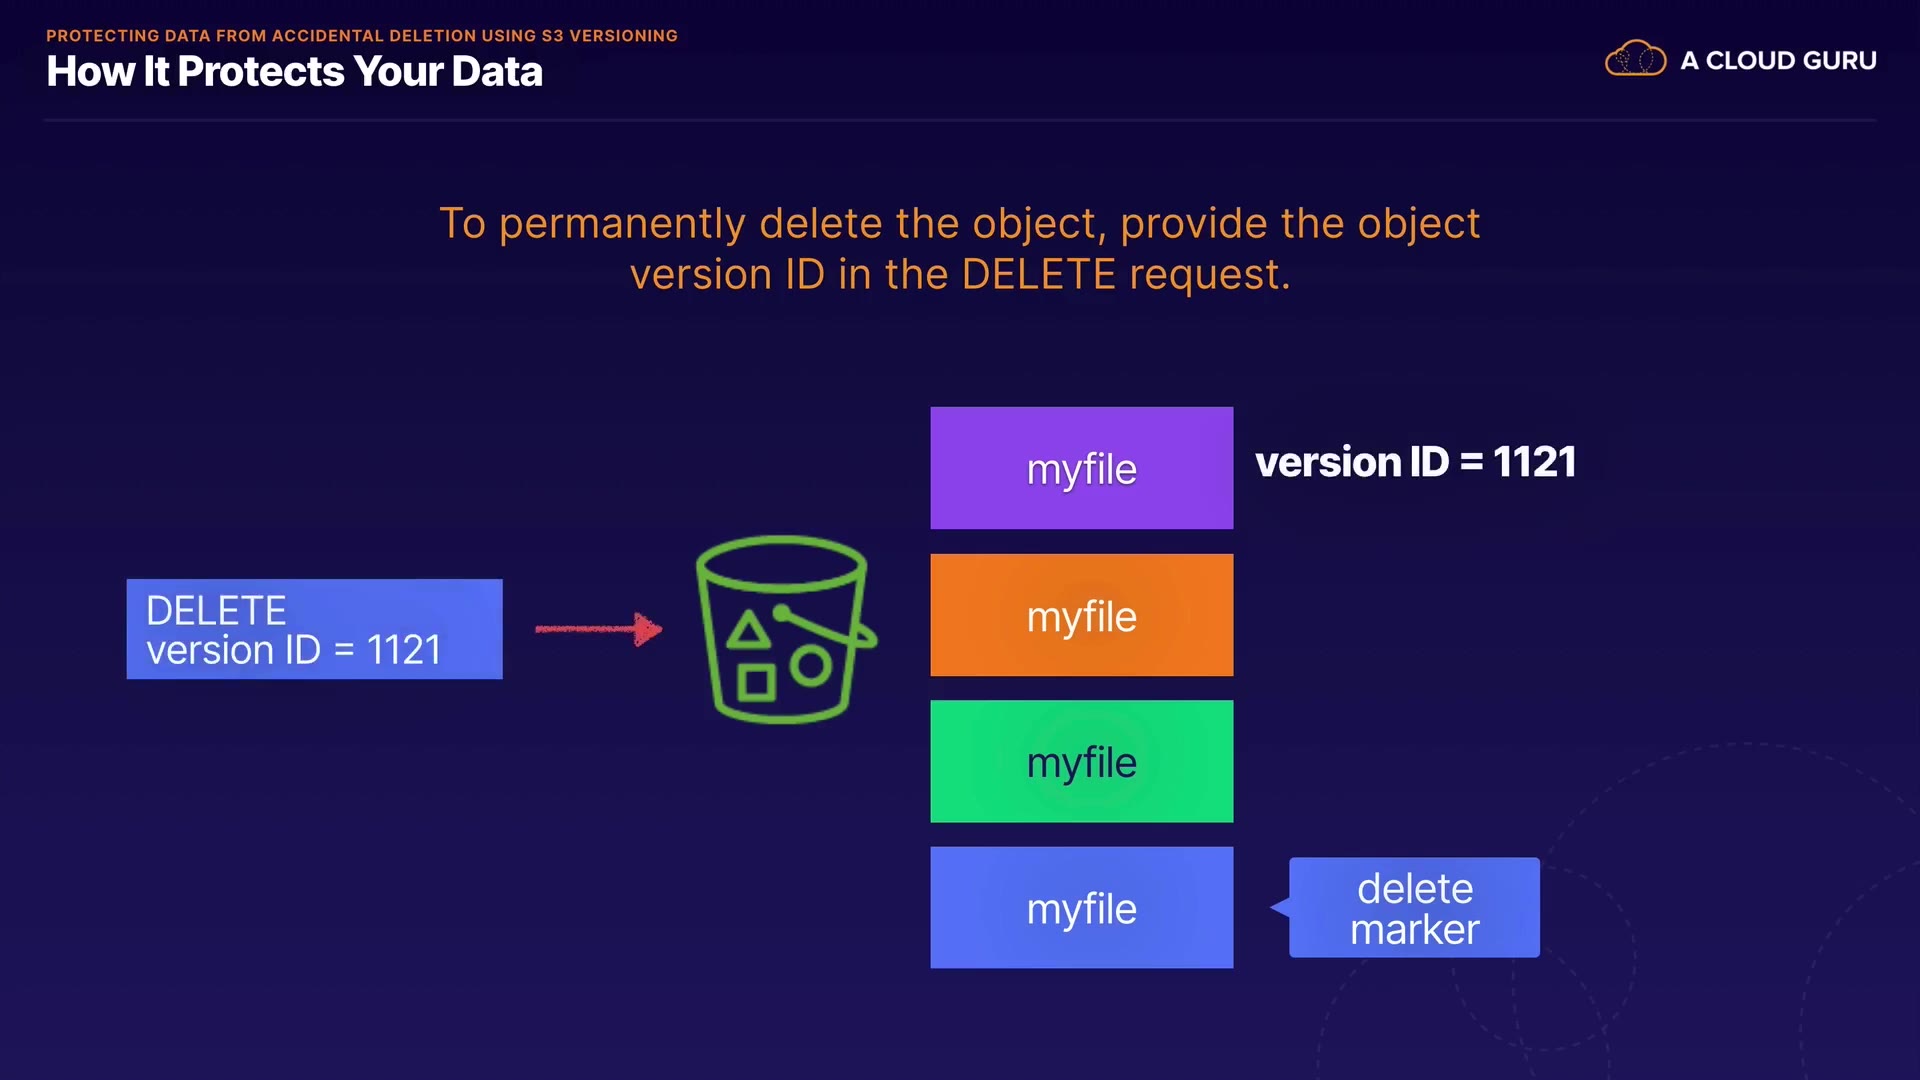 PROTECTING DATA FROM ACCIDENTAL DELETION USING S3 VERSIONING
How It Protects Your Data
A CLOUD GURU
To permanently delete the object, provide the object
version ID in the DELETE request.
myfile
version ID = 1121
myfile
DELETE
version ID = 1121
myfile
myfile
delete
marker